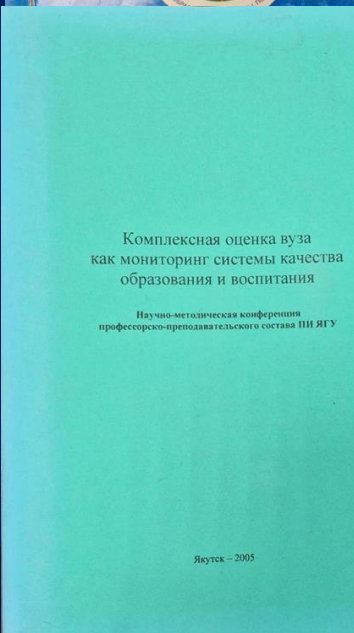 Комплексная оценка вуза
как мониторинг системы качества
образования и воспитания
Научно-методическая конференция
профессорско-преподавательского состава ПИ ЯГУ
Якутск – 2005